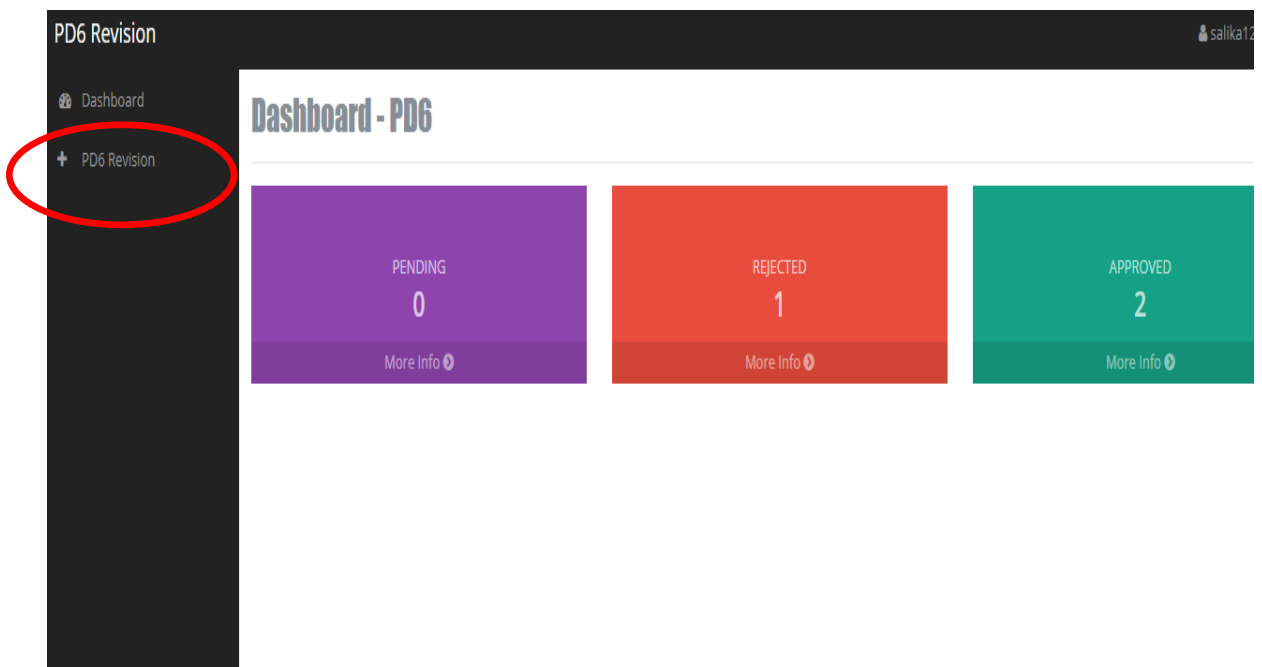 PD6 Revision
salika12
Dashboard
PD6 Revision
Dashboard - PD6
PENDING
0
More Info
REJECTED
1
More Info
APPROVED
2
More Info